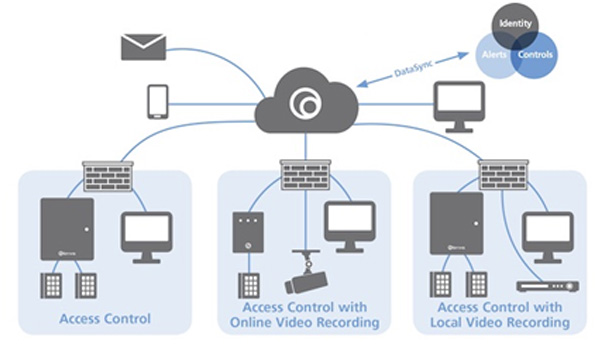 Identity
Alerts
Controls
DataSync
Access Control
Access Control with
Online Video Recording
Access Control with
Local Video Recording